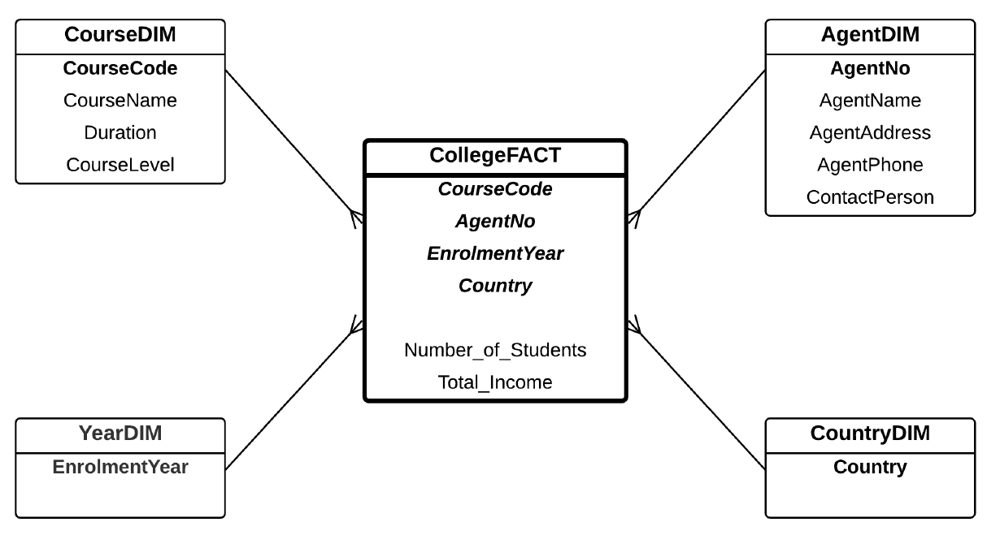 CourseDIM
CourseCode
CourseName
Duration
CourseLevel
AgentDIM
AgentNo
AgentName
AgentAddress
AgentPhone
ContactPerson
CollegeFACT
CourseCode
AgentNo
EnrolmentYear
Country
Number_of_Students
Total_Income
YearDIM
EnrolmentYear
CountryDIM
Country